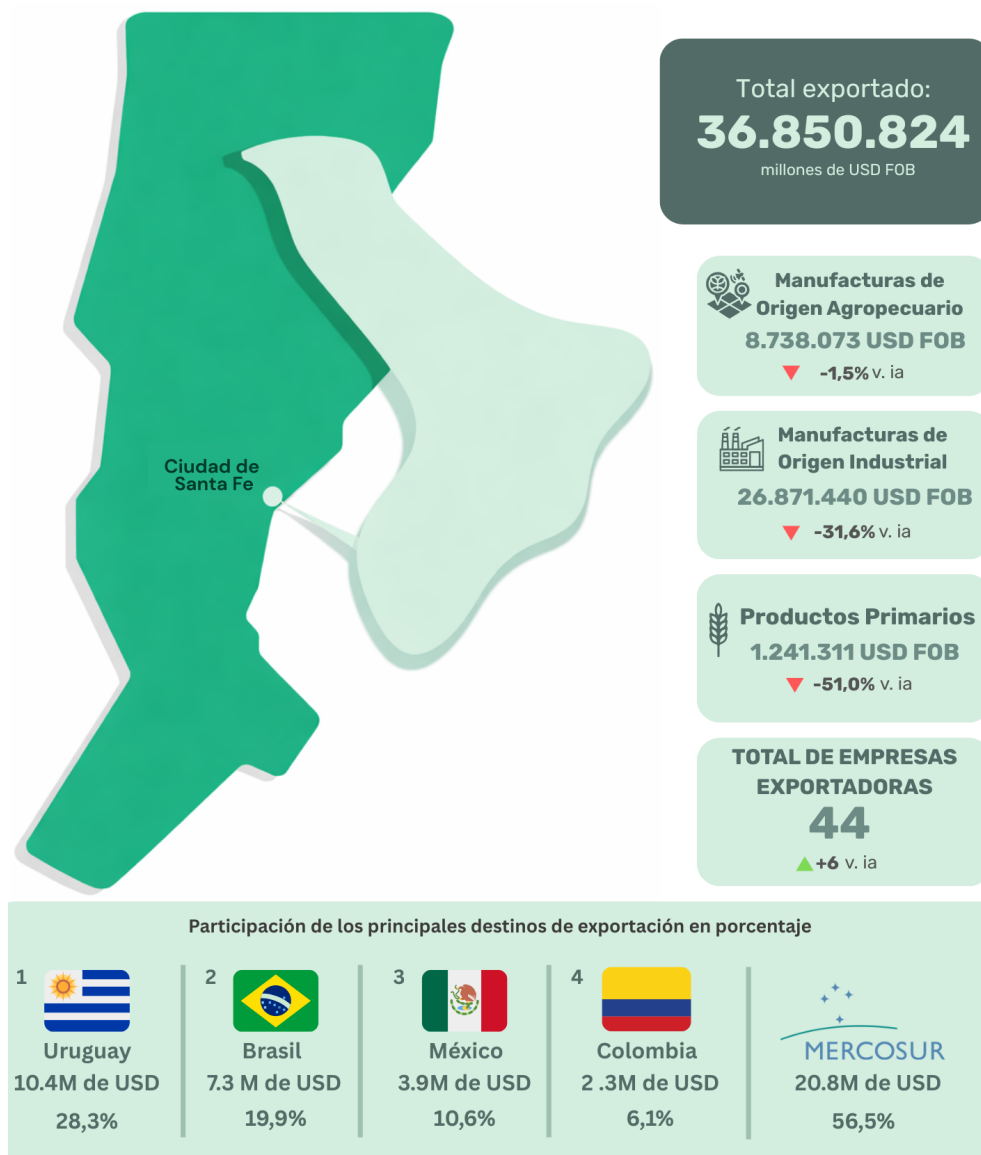 Total exportado:
36.850.824
millones de USD FOB
Manufacturas de
Origen Agropecuario
8.738.073 USD FOB
-1,5% v. ia
Manufacturas de
Origen Industrial
26.871.440 USD FOB
-31,6% v. ia
Productos Primarios
1.241.311 USD FOB
-51,0% v. ia
TOTAL DE EMPRESAS
EXPORTADORAS
44
+6 v. ia
Ciudad de
Santa Fe
Participación de los principales destinos de exportación en porcentaje
1
Uruguay
10.4M de USD
28,3%
2
Brasil
7.3 M de USD
19,9%
3
México
3.9M de USD
10,6%
4
Colombia
2 .3M de USD
6,1%
MERCOSUR
20.8M de USD
56,5%